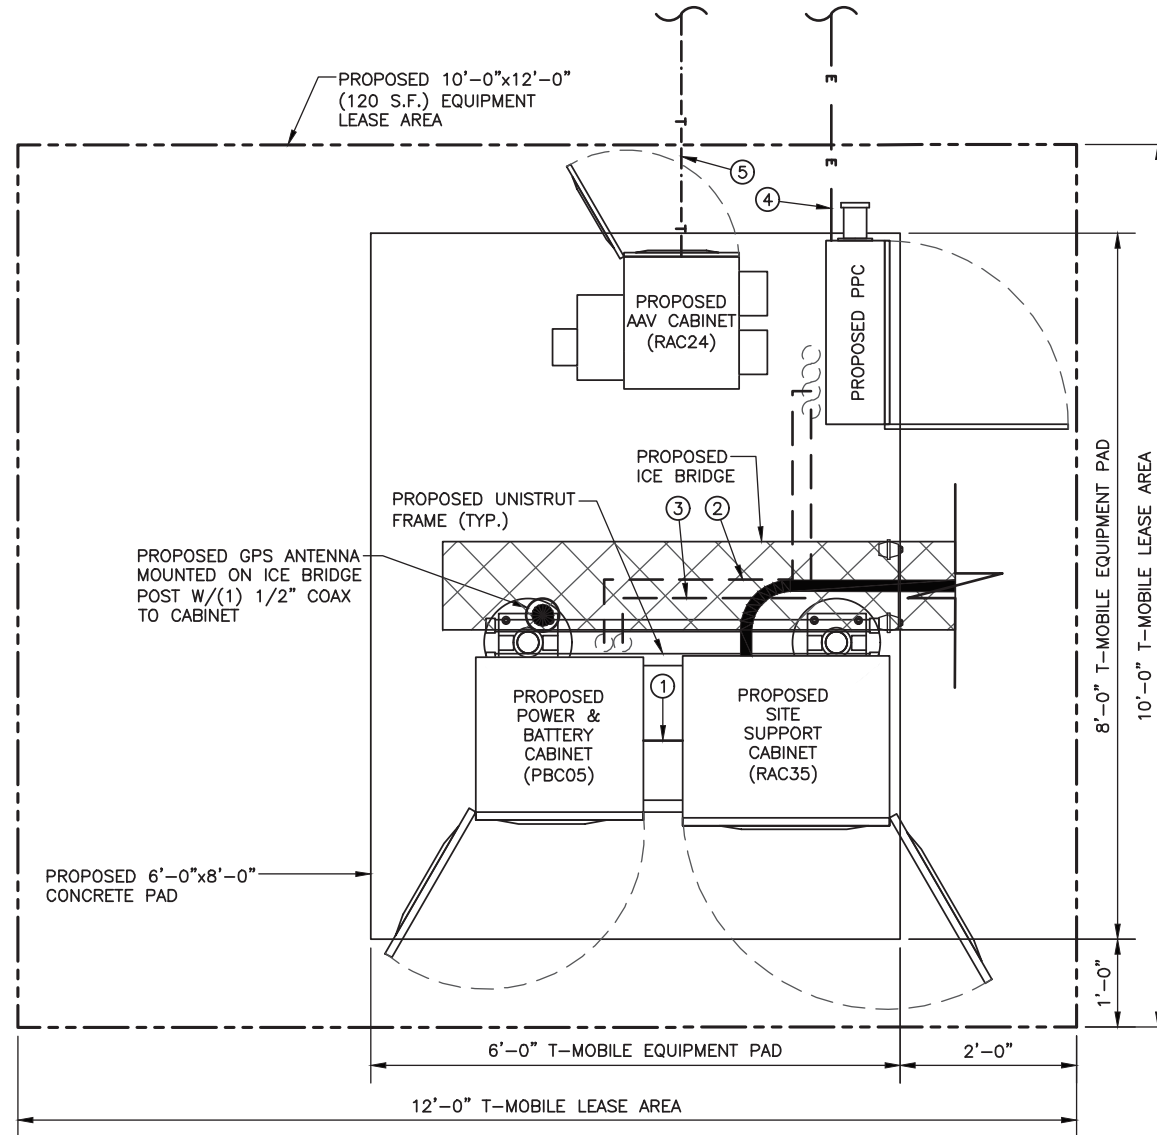 PROPOSED 10'-0"x12'-0"
(120 S.F.) EQUIPMENT
LEASE AREA
E
T
E
5
4
T
PROPOSED
AAV CABINET
(RAC24)
PROPOSED PPC
PROPOSED
ICE BRIDGE
3
2
PROPOSED UNISTRUT
FRAME (TYP.)
PROPOSED GPS ANTENNA
MOUNTED ON ICE BRIDGE
POST W/(1) 1/2" COAX
TO CABINET
1
PROPOSED
POWER &
BATTERY
CABINET
(PBC05)
PROPOSED
SITE
SUPPORT
CABINET
(RAC35)
PROPOSED 6'-0"x8'-0"
CONCRETE PAD
8'-0" T-MOBILE EQUIPMENT PAD
10'-0" T-MOBILE LEASE AREA
1'-0"
6'-0" T-MOBILE EQUIPMENT PAD
2'-0"
12'-0" T-MOBILE LEASE AREA